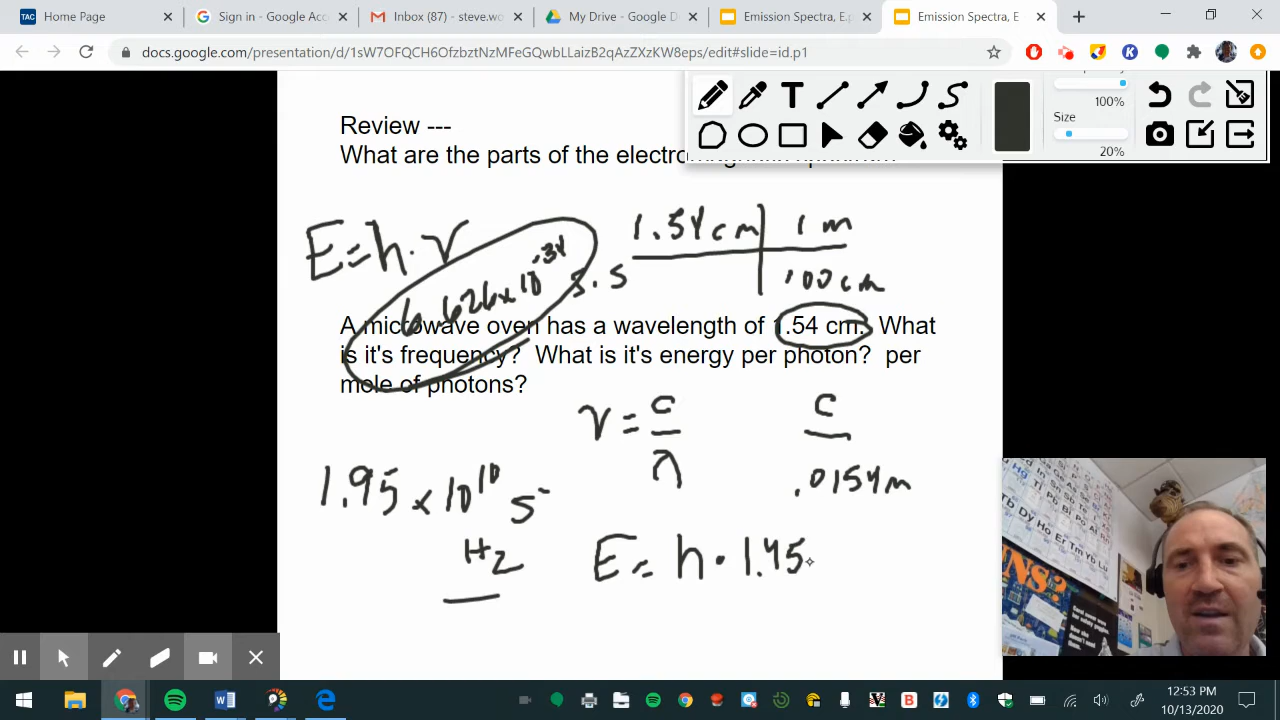 Home Page
Sign in - Google Acc
Inbox (87) - steve.wo
My Drive - Google D
Emission Spectra, E.p
Emission Spectra, E
docs.google.com/presentation/d/1sW7OFQCH6OfzbztNzMFeGQwbLLaizB2qAzZXzKW8eps/edit#slide=id.p1
100%
Size
20%
Review ---
What are the parts of the
E=h·ν
6.626x10-34 J·s
1.54cm 1m
100cm
A microwave oven has a wavelength of 1.54 cm. What
is it's frequency? What is it's energy per photon? per
mole of photons?
ν = c
λ
c
.0154m
1.95 x 10 10 s-
Hz
E = h · 1.95
12:53 PM
10/13/2020